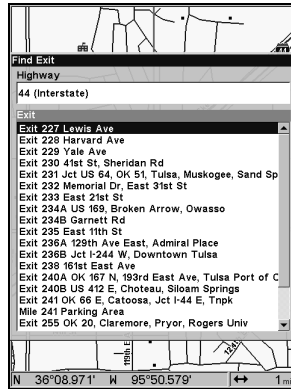 Find Exit
Highway
44 (Interstate)
Exit
Exit 227 Lewis Ave
Exit 228 Harvard Ave
Exit 229 Yale Ave
Exit 230 41st St, Sheridan Rd
Exit 231 Jct US 64, OK 51, Tulsa, Muskogee, Sand Sp
Exit 232 Memorial Dr, East 31st St
Exit 233 East 21st St
Exit 234A US 169, Broken Arrow, Owasso
Exit 234B Garnett Rd
Exit 235 East 11th St
Exit 236A 129th Ave East, Admiral Place
Exit 236B Jct I-244 W, Downtown Tulsa
Exit 238 161st East Ave
Exit 240A OK 167 N, 193rd East Ave, Tulsa Port of C
Exit 240B US 412 E, Choteau, Siloam Springs
Exit 241 OK 66 E, Catoosa, Jct I-44 E, Tnpk
Mile 241 Parking Area
Exit 255 OK 20, Claremore, Pryor, Rogers Univ
N 36°08.971' W 95°50.579' ↔ 1